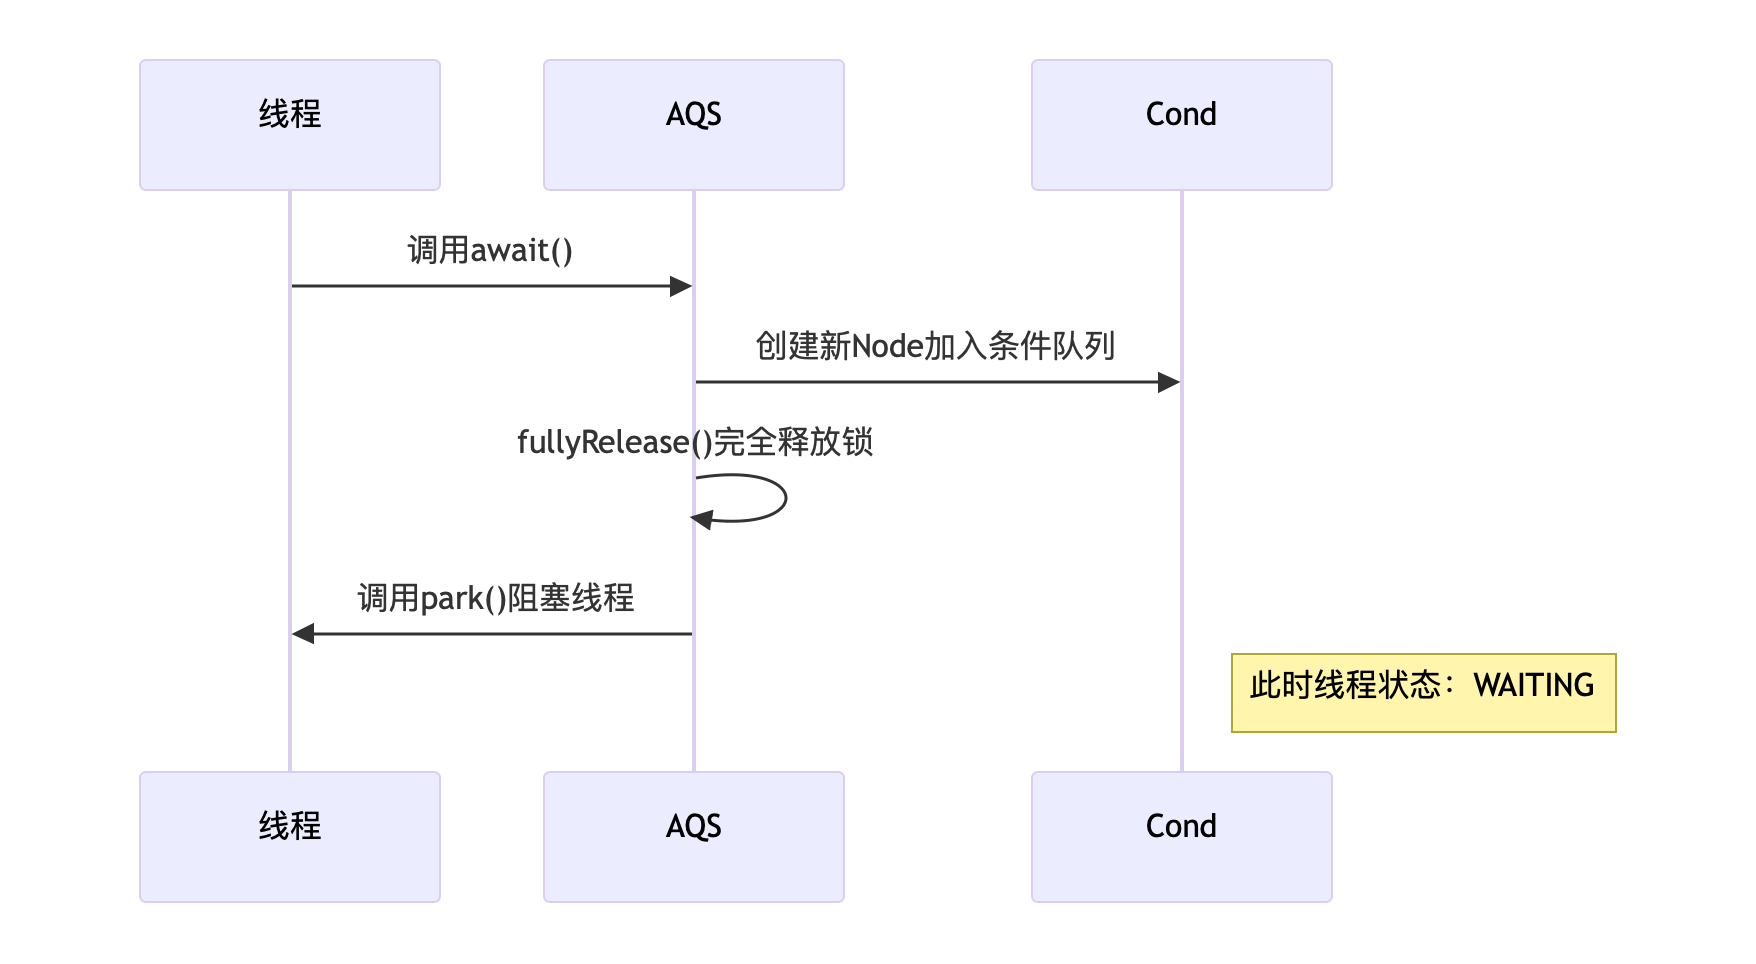 线程
AQS
Cond
调用await()
创建新Node加入条件队列
fullyRelease()完全释放锁
调用park()阻塞线程
此时线程状态：WAITING
线程
AQS
Cond